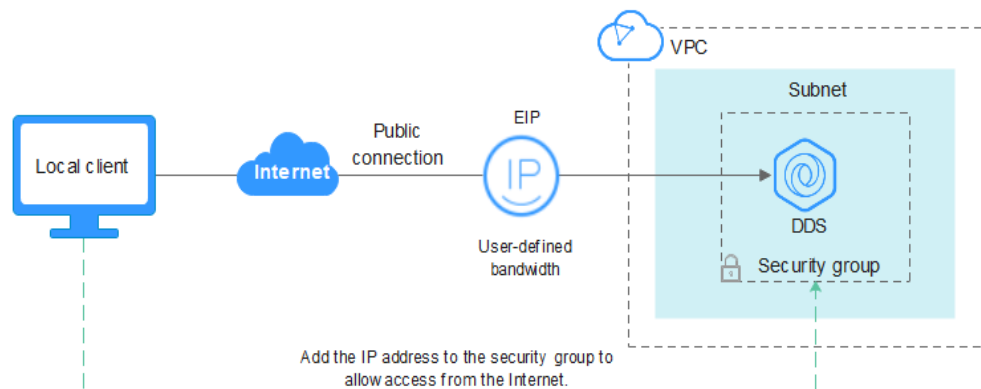 VPC
Subnet
EIP
Public
connection
Local client
Internet
IP
DDS
User-defined
bandwidth
Security group
Add the IP address to the security group to
allow access from the Internet.